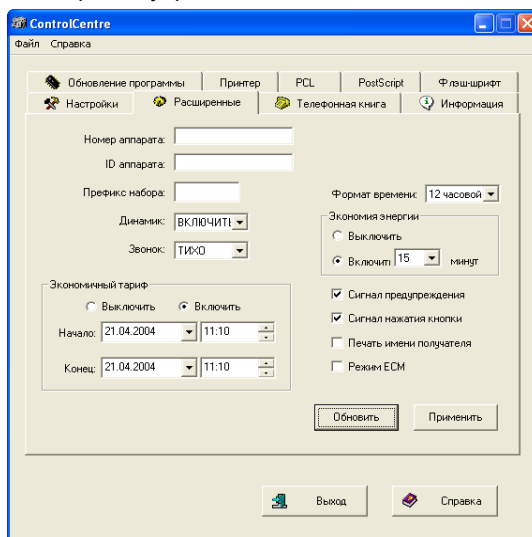 ControlCentre
Файл Справка
Обновление программы Принтер PCL PostScript Флэш-шрифт
Настройки Расширенные Телефонная книга Информация
Номер аппарата:
ID аппарата:
Префикс набора: Формат времени: 12 часовой
Динамик: ВКЛЮЧИТЬ Экономия энергии
Выключить
Звонок: ТИХО Включить 15 минут
Экономичный тариф
Выключить Включить Сигнал предупреждения
Начало: 21.04.2004 11:10 Сигнал нажатия кнопки
Печать имени получателя
Конец: 21.04.2004 11:10 Режим ECM
Обновить Применить
Выход Справка